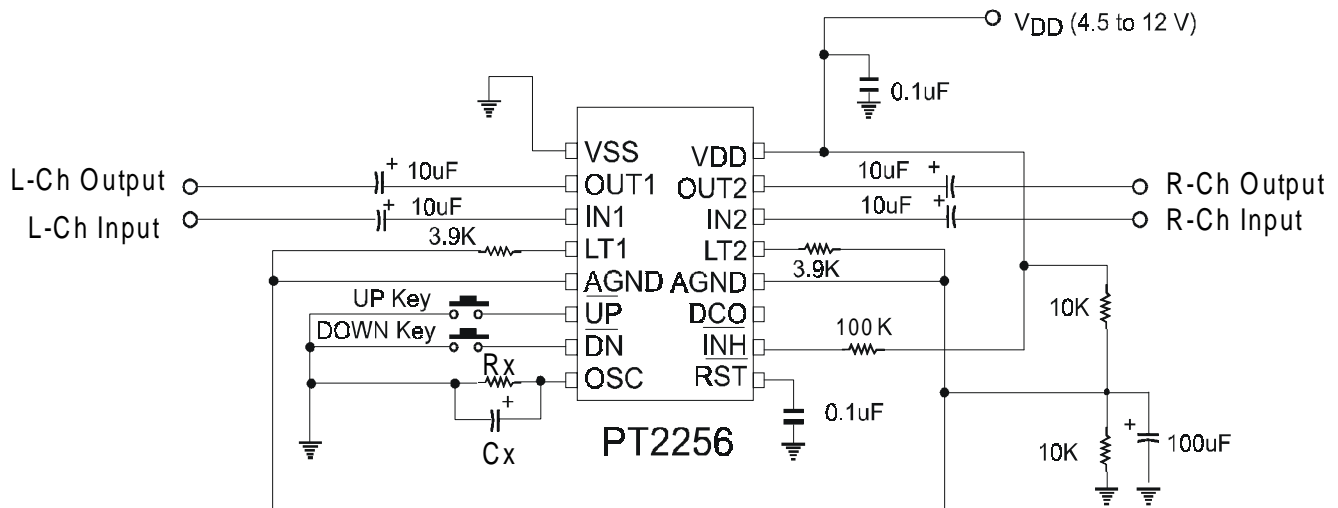 VDD (4.5 to 12 V)
0.1uF
VSS
VDD
L-Ch Output
10uF
OUT1
OUT2
10uF
R-Ch Output
L-Ch Input
10uF
IN1
IN2
10uF
R-Ch Input
3.9K
LT1
LT2
3.9K
AGND
AGND
10K
UP Key
UP
DCO
DOWN Key
DN
INH
100 K
Rx
OSC
RST
0.1uF
Cx
PT2256
10K
100uF
+
+
+
+
+
+